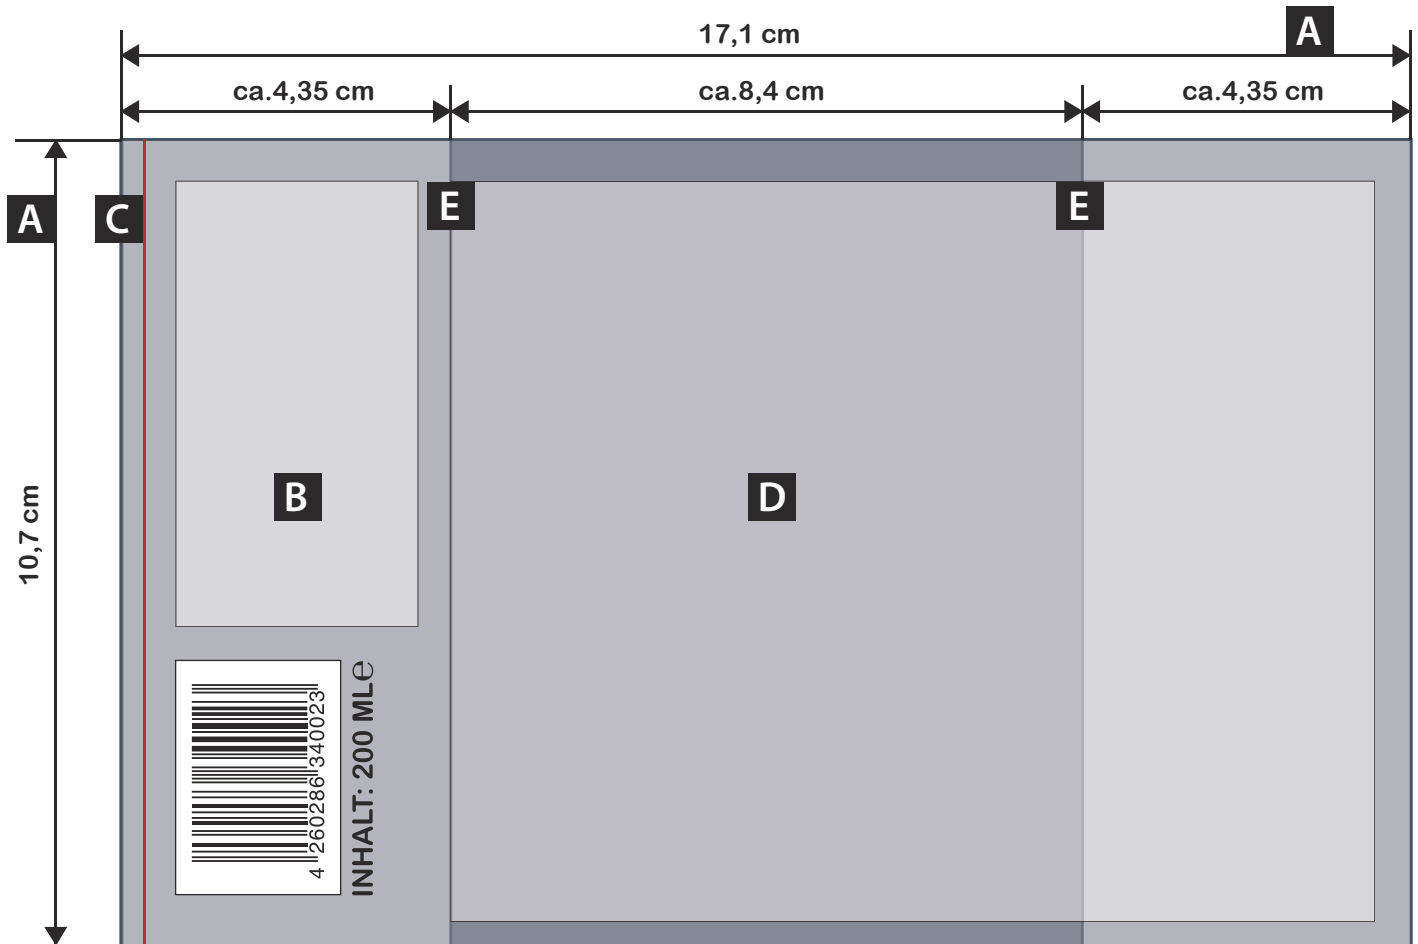 17,1 cm
A
ca.4,35 cm
ca.8,4 cm
ca.4,35 cm
A
C
E
E
B
D
10,7 cm
4 260286 340023
INHALT: 200 ML℮